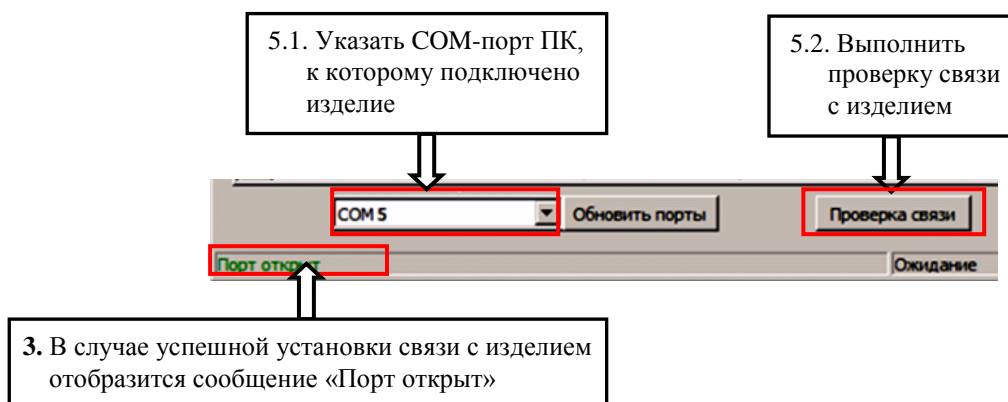 5.1. Указать COM-порт ПК,
к которому подключено
изделие
5.2. Выполнить
проверку связи
с изделием
COM 5
Обновить порты
Проверка связи
Порт открыт
Ожидание
3. В случае успешной установки связи с изделием
отобразится сообщение «Порт открыт»